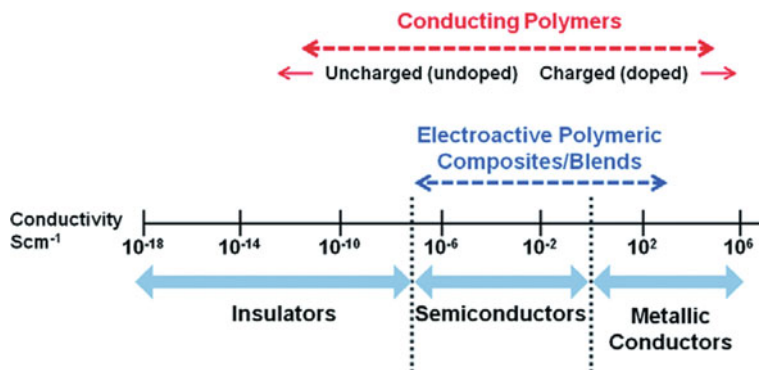 Conducting Polymers
Uncharged (undoped) Charged (doped)
Electroactive Polymeric
Composites/Blends
Conductivity
Scm⁻¹
10⁻¹⁸ 10⁻¹⁴ 10⁻¹⁰ 10⁻⁶ 10⁻² 10² 10⁶
Insulators Semiconductors Metallic
Conductors